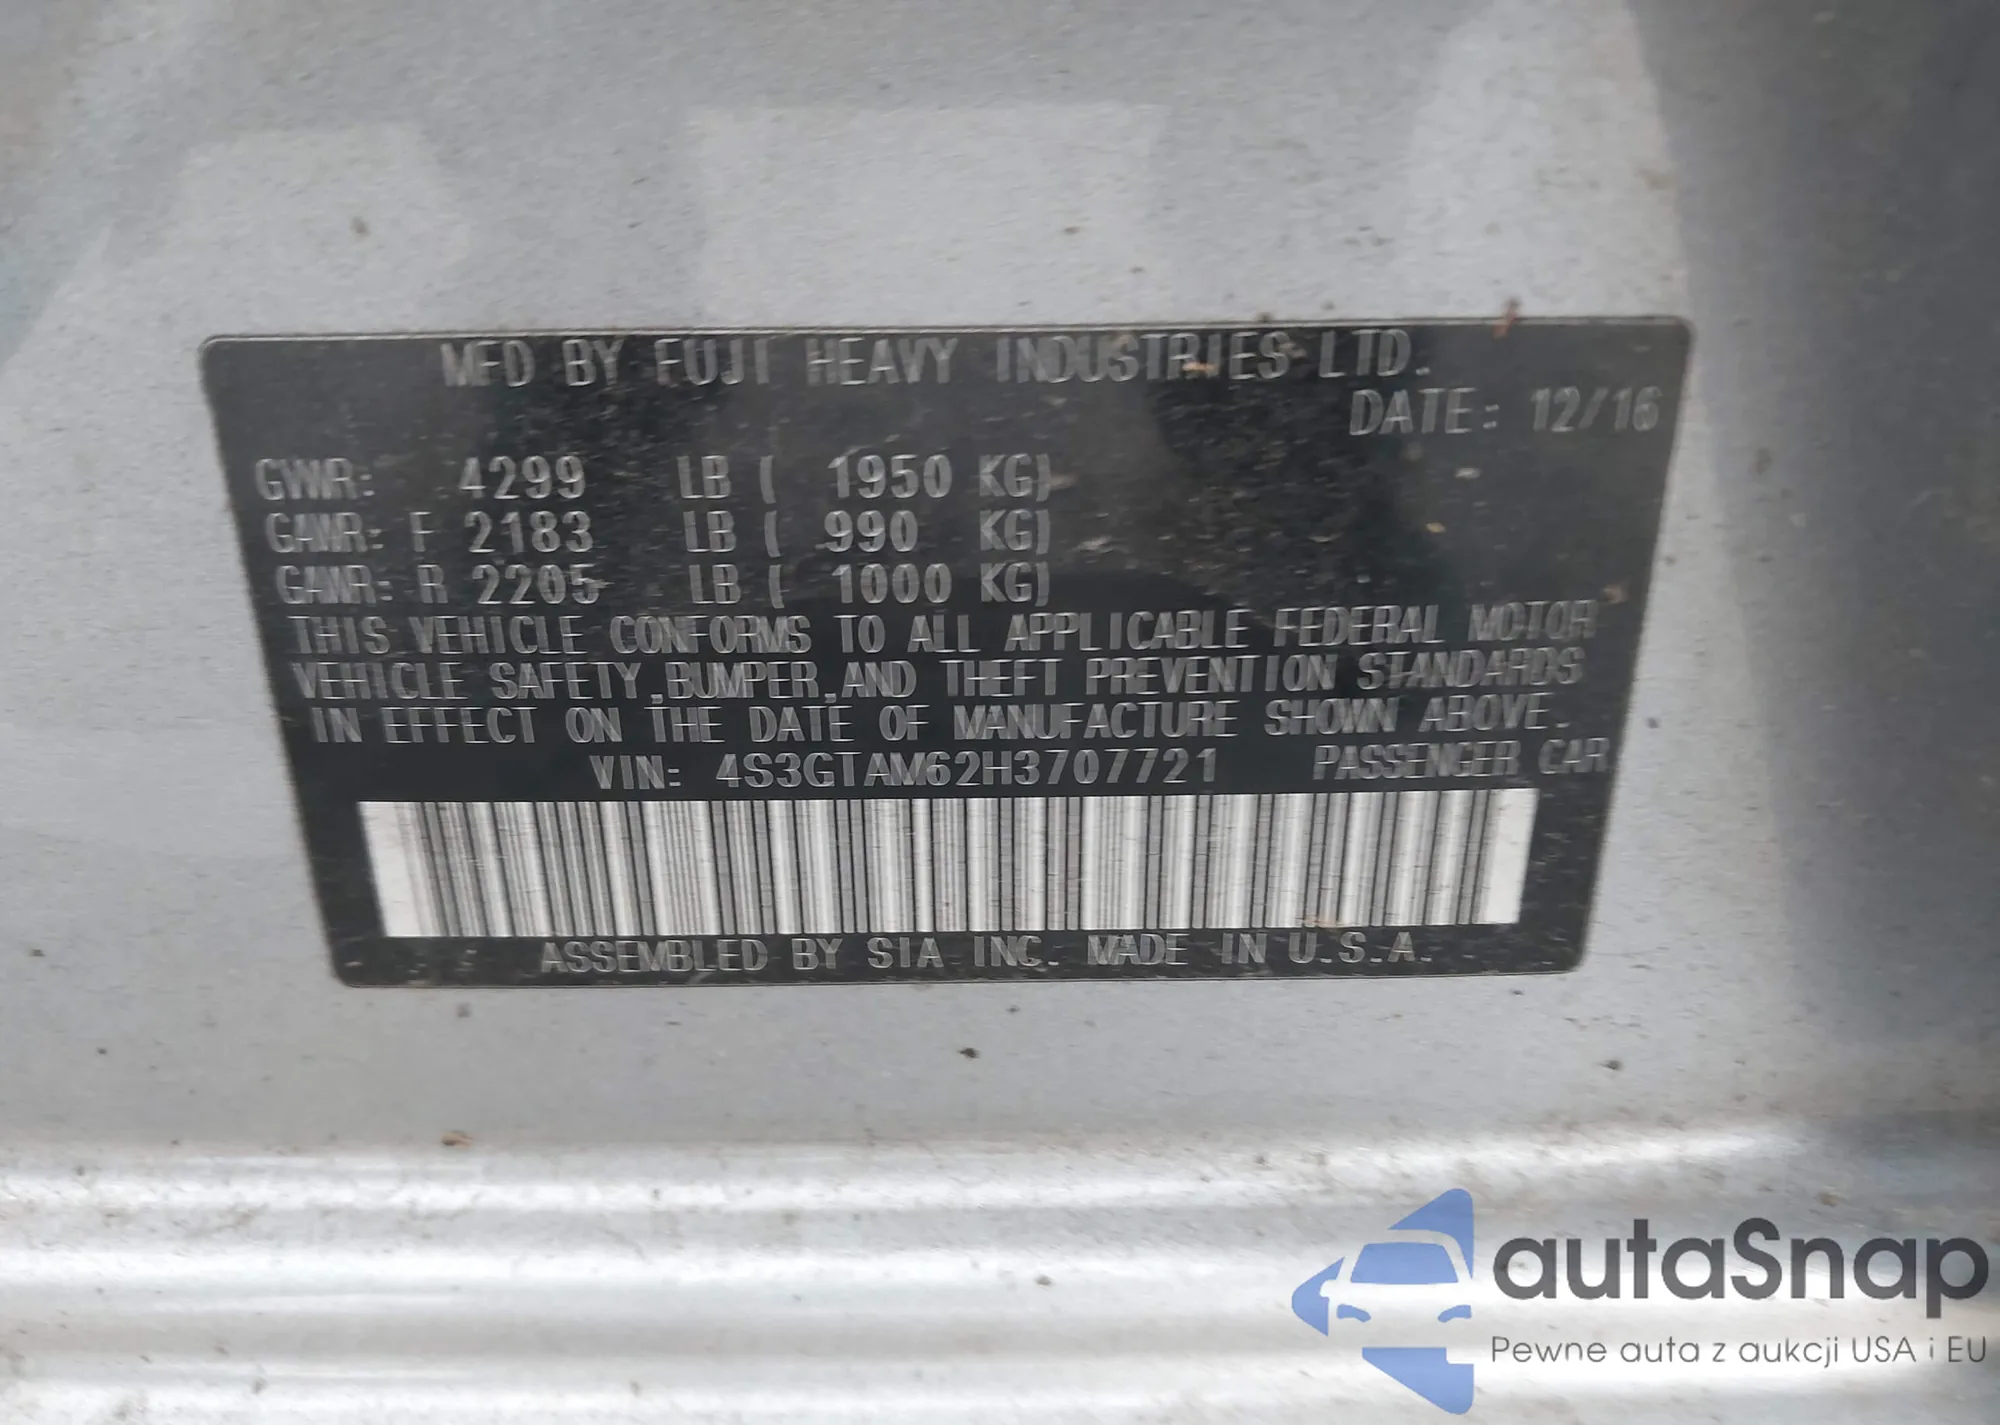 MFD BY FUJI HEAVY INDUSTRIES LTD.
DATE: 12/16
GVWR: 4299 LB ( 1950 KG)
GAWR: F 2183 LB ( 990 KG)
GAWR: R 2205 LB ( 1000 KG)
THIS VEHICLE CONFORMS TO ALL APPLICABLE FEDERAL MOTOR
VEHICLE SAFETY, BUMPER, AND THEFT PREVENTION STANDARDS
IN EFFECT ON THE DATE OF MANUFACTURE SHOWN ABOVE.
VIN: 4S3GTAM62H3707721 PASSENGER CAR
ASSEMBLED BY SIA INC. MADE IN U.S.A.
autaSnap
Pewne auta z aukcji USA i EU